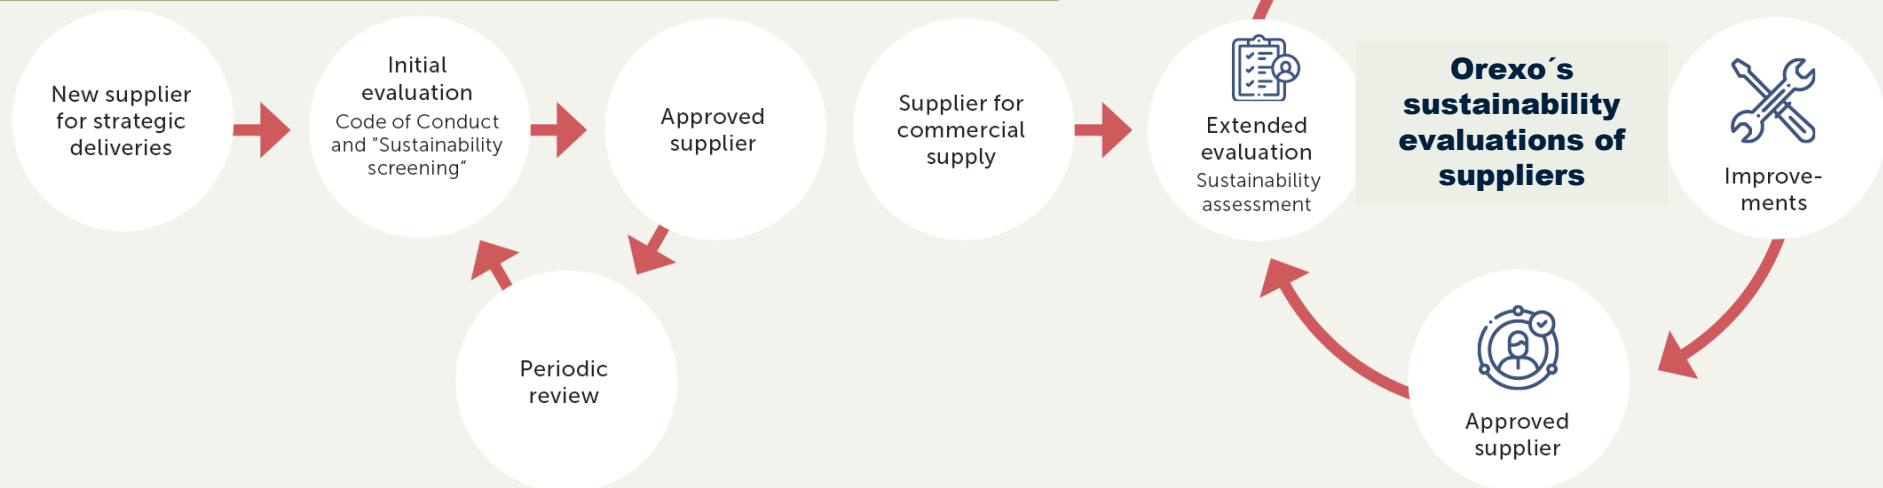 New supplier
for strategic
deliveries
Initial
evaluation
Code of Conduct
and ”Sustainability
screening”
Approved
supplier
Periodic
review
Supplier for
commercial
supply
Extended
evaluation
Sustainability
assessment
Orexo´s
sustainability
evaluations of
suppliers
Improve-
ments
Approved
supplier